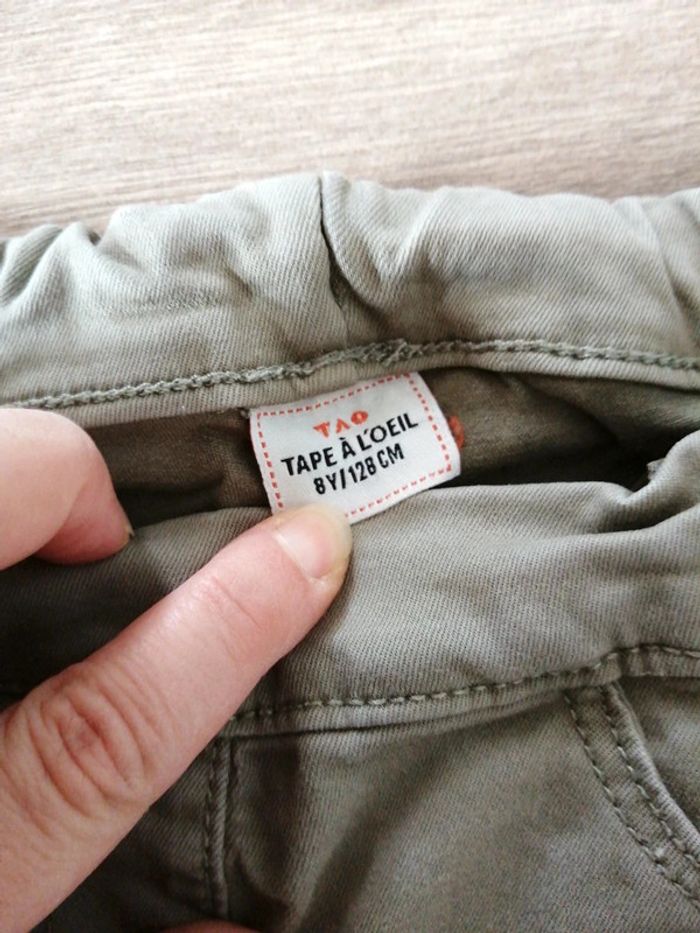 TAO
TAPE À L'OEIL
8Y/128 CM